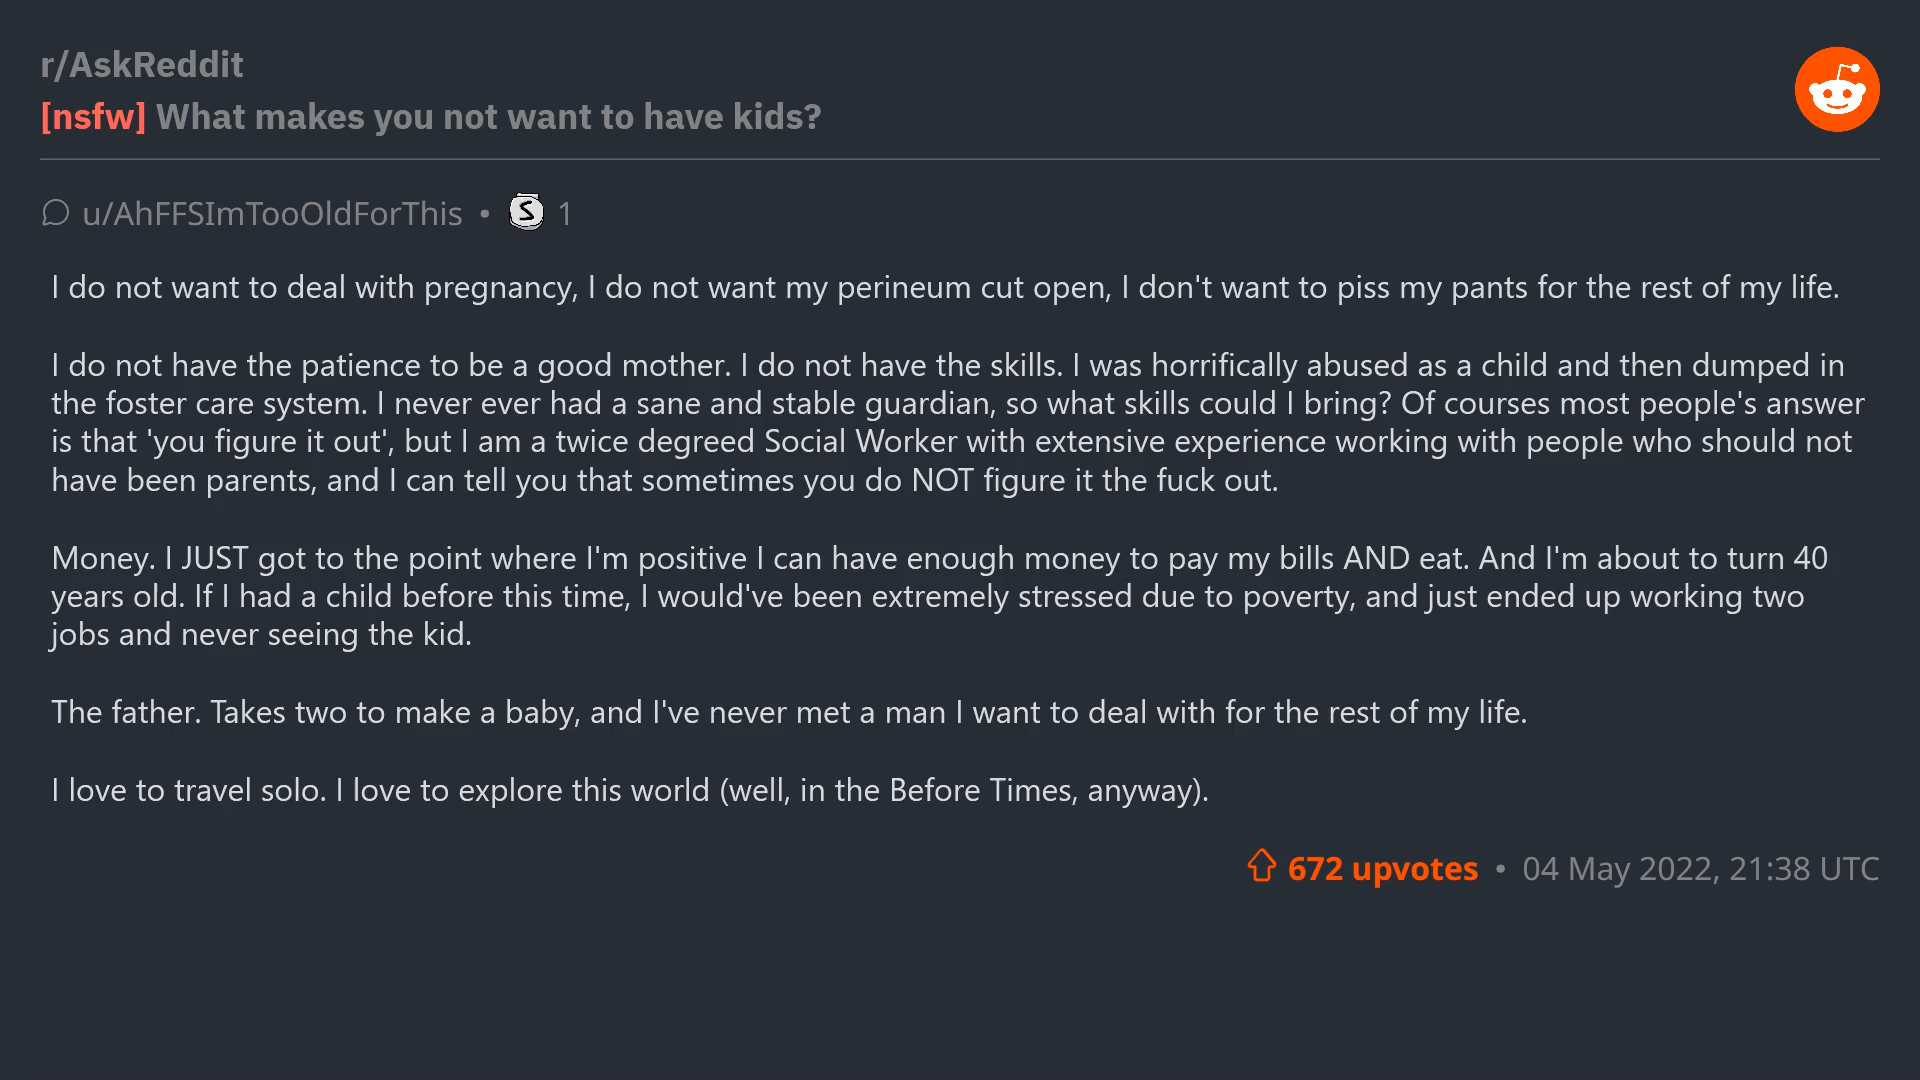 r/AskReddit
[nsfw] What makes you not want to have kids?
u/AhFFSImTooOldForThis • S 1
I do not want to deal with pregnancy, I do not want my perineum cut open, I don't want to piss my pants for the rest of my life.
I do not have the patience to be a good mother. I do not have the skills. I was horrifically abused as a child and then dumped in
the foster care system. I never ever had a sane and stable guardian, so what skills could I bring? Of courses most people's answer
is that 'you figure it out', but I am a twice degreed Social Worker with extensive experience working with people who should not
have been parents, and I can tell you that sometimes you do NOT figure it the fuck out.
Money. I JUST got to the point where I'm positive I can have enough money to pay my bills AND eat. And I'm about to turn 40
years old. If I had a child before this time, I would've been extremely stressed due to poverty, and just ended up working two
jobs and never seeing the kid.
The father. Takes two to make a baby, and I've never met a man I want to deal with for the rest of my life.
I love to travel solo. I love to explore this world (well, in the Before Times, anyway).
672 upvotes • 04 May 2022, 21:38 UTC